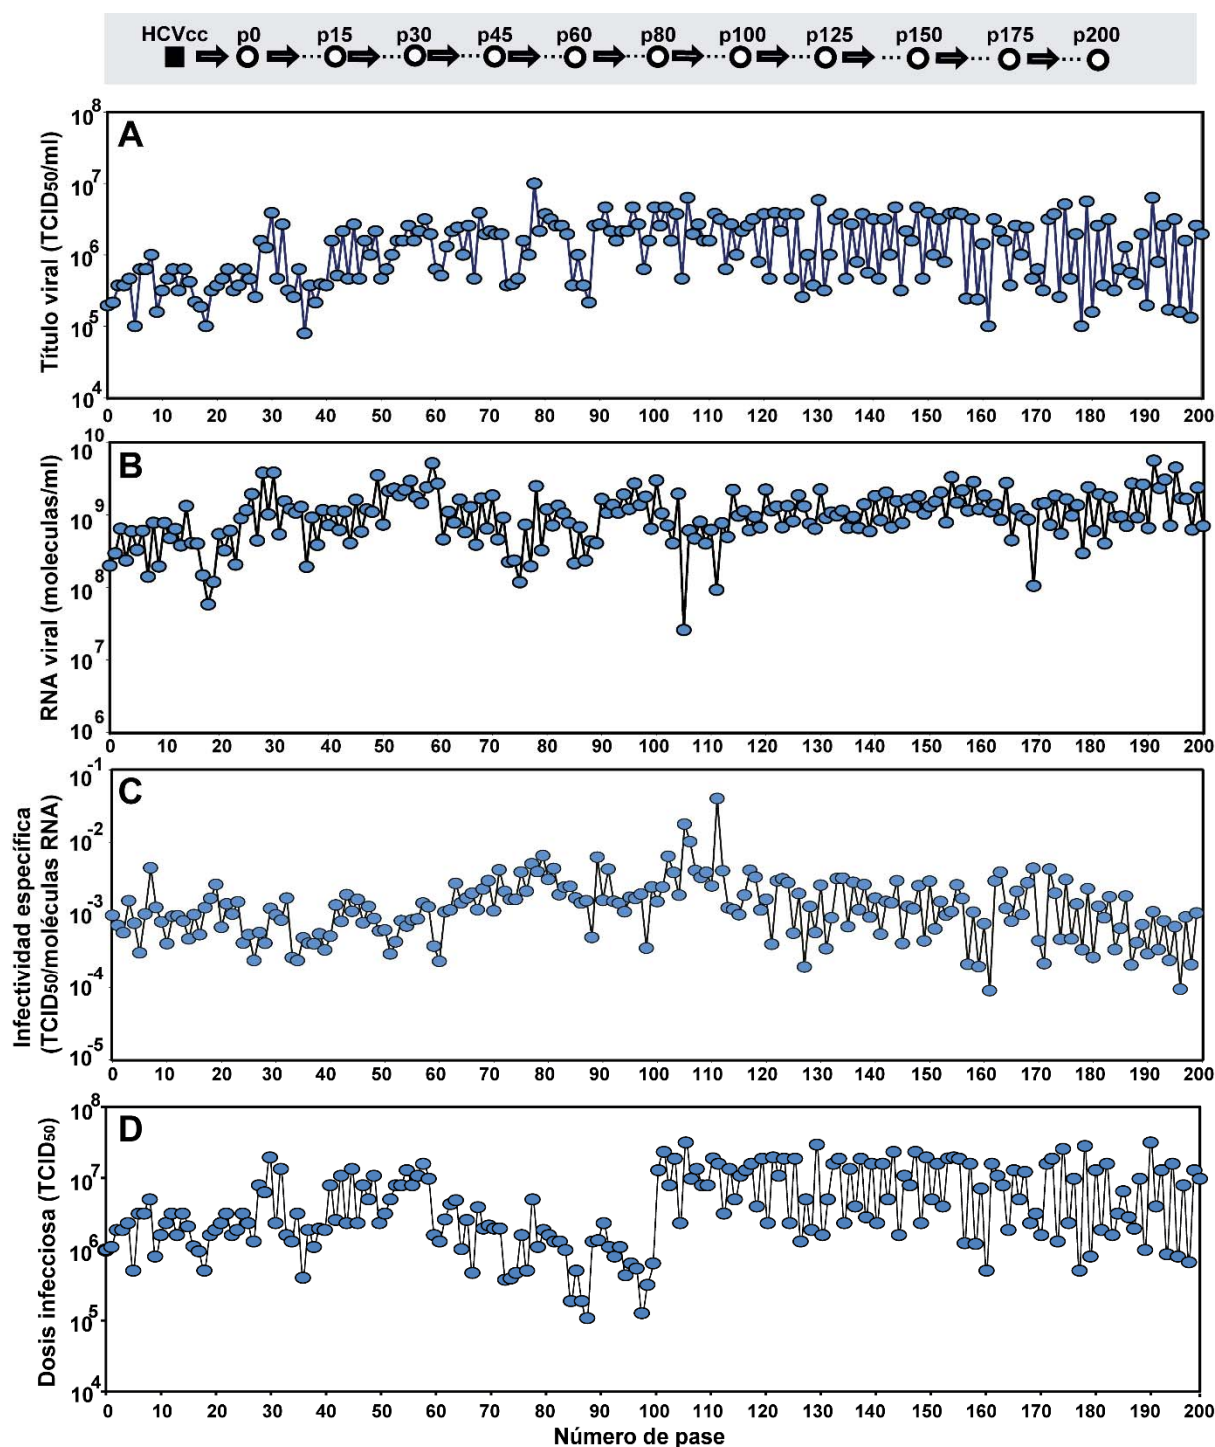 HCVcc p0 p15 p30 p45 p60 p80 p100 p125 p150 p175 p200
A
Título viral (TCID50/ml)
10^8
10^7
10^6
10^5
10^4
0 10 20 30 40 50 60 70 80 90 100 110 120 130 140 150 160 170 180 190 200
B
RNA viral (moleculas/ml)
10^10
10^9
10^8
10^7
10^6
0 10 20 30 40 50 60 70 80 90 100 110 120 130 140 150 160 170 180 190 200
C
Infectividad específica
(TCID50/moléculas RNA)
10^-1
10^-2
10^-3
10^-4
10^-5
0 10 20 30 40 50 60 70 80 90 100 110 120 130 140 150 160 170 180 190 200
D
Dosis infecciosa (TCID50)
10^8
10^7
10^6
10^5
10^4
0 10 20 30 40 50 60 70 80 90 100 110 120 130 140 150 160 170 180 190 200
Número de pase